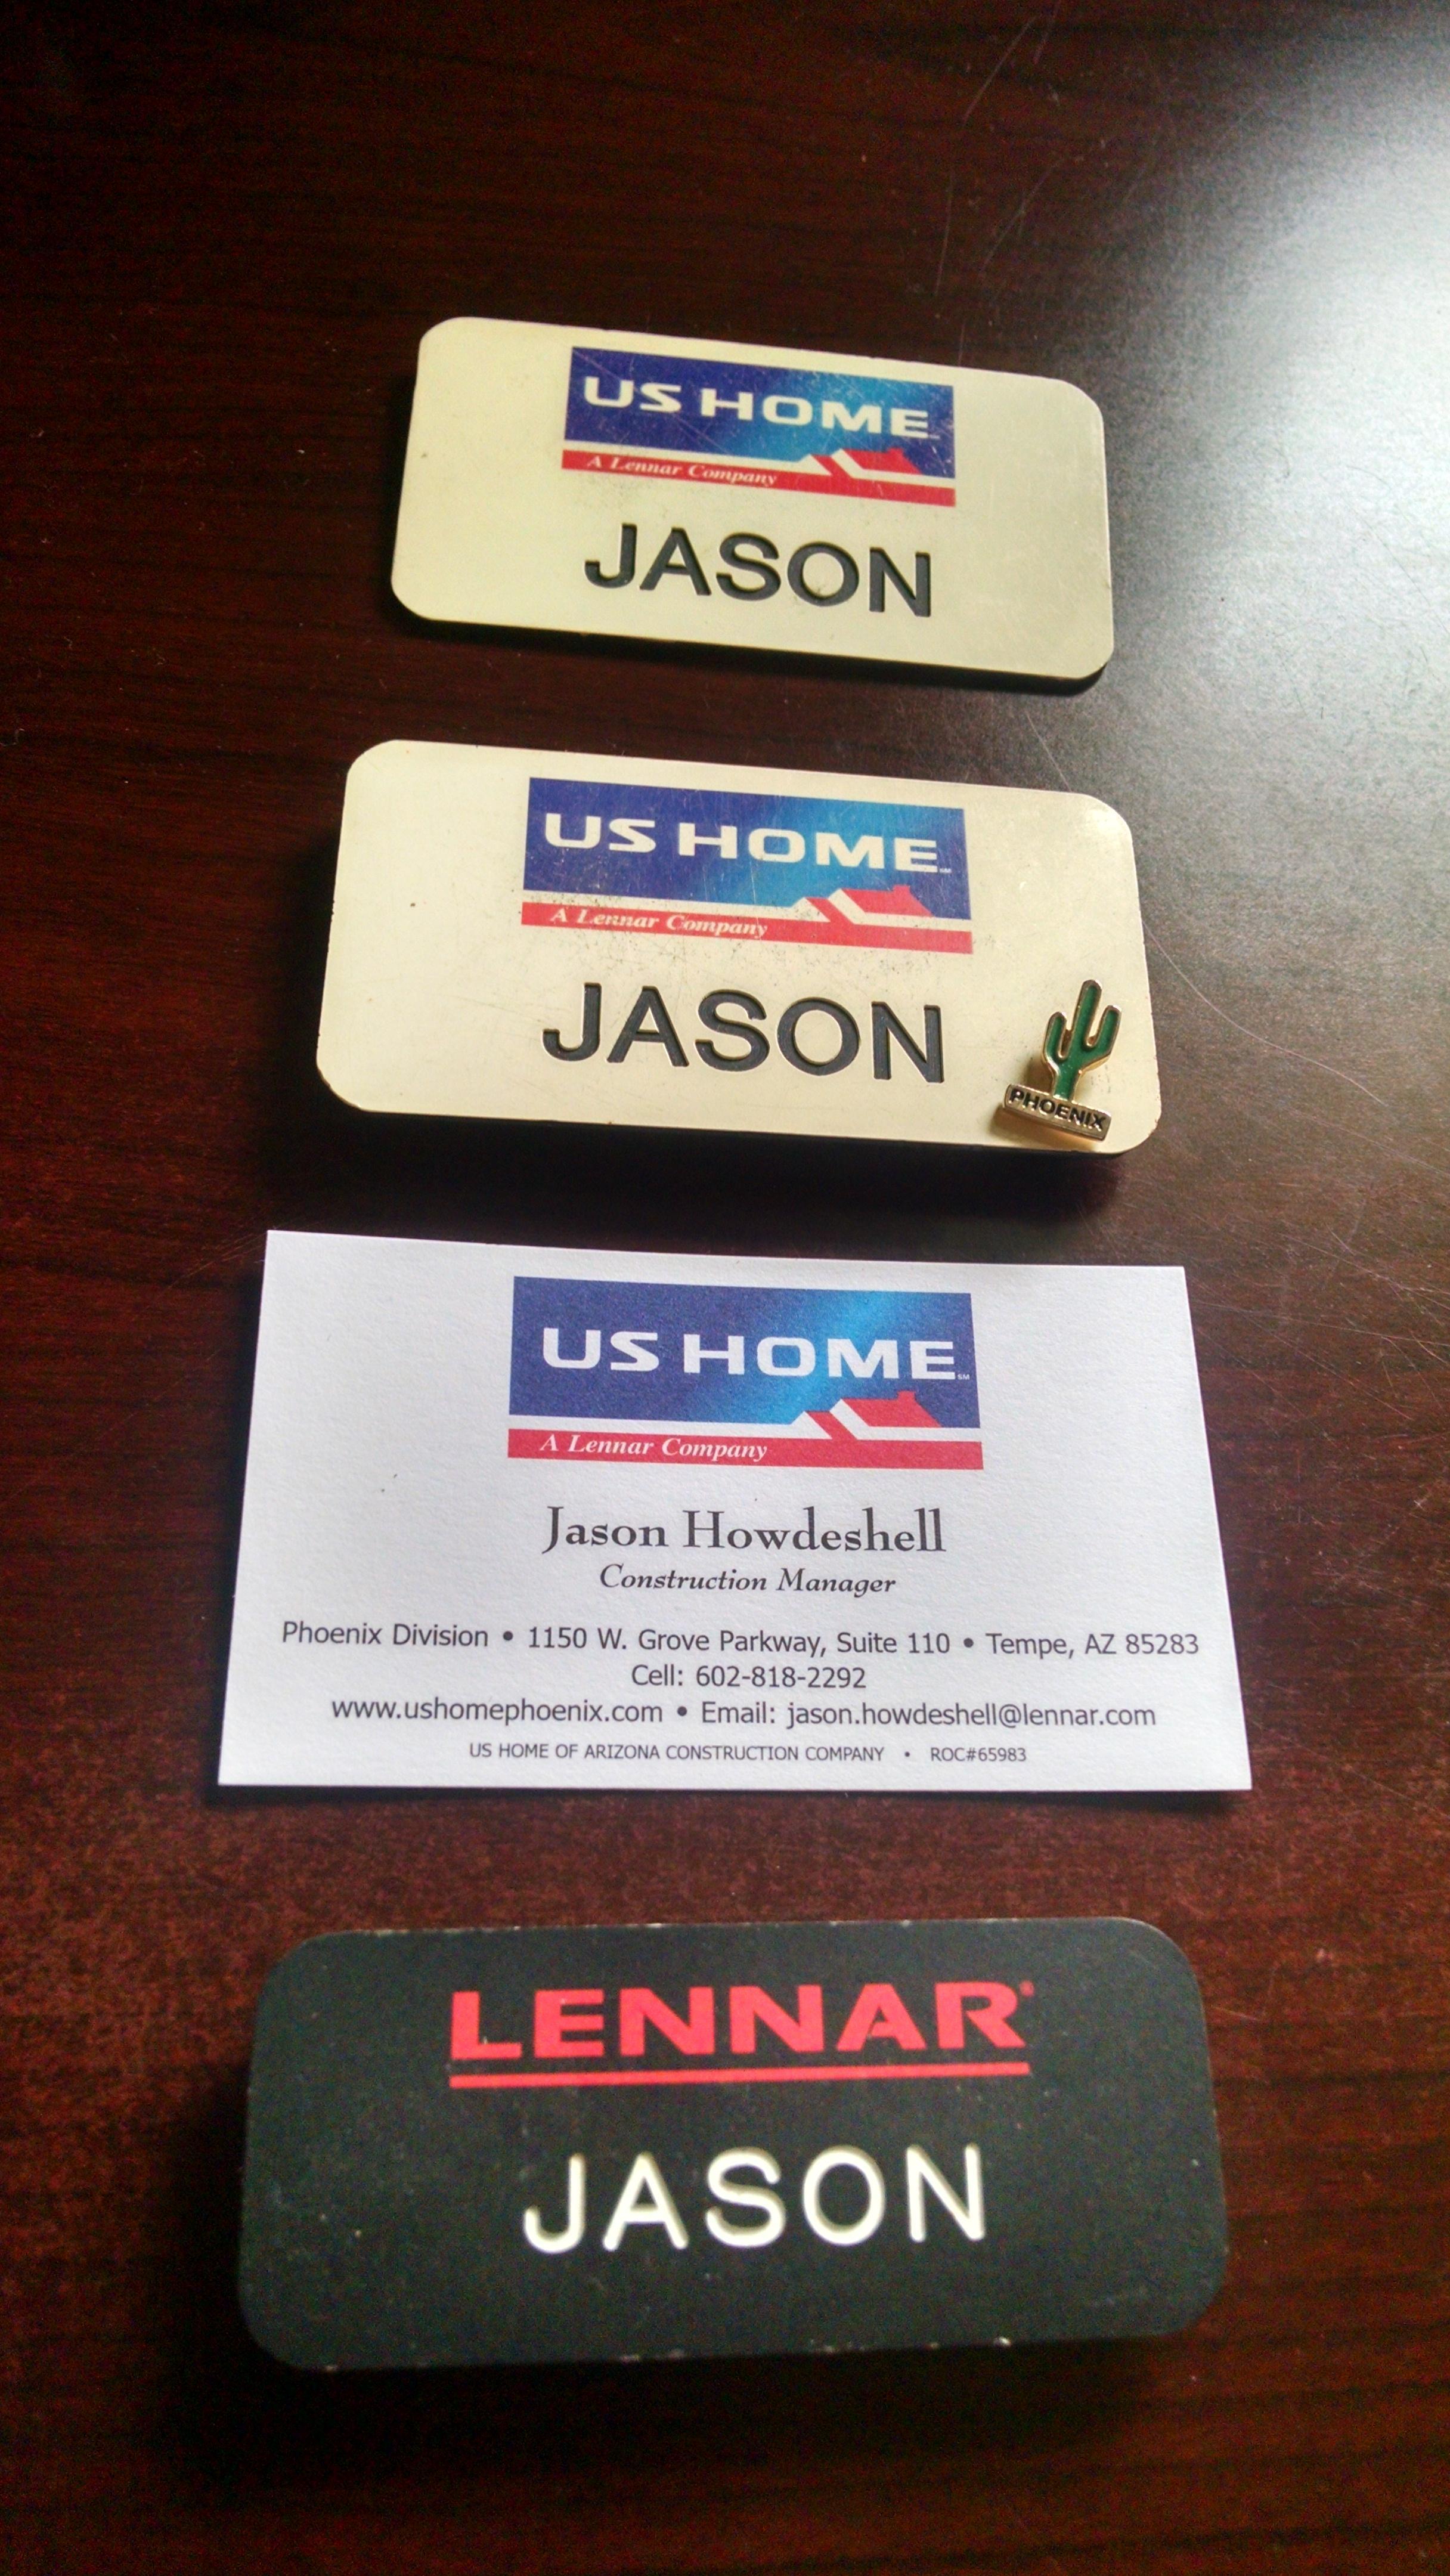 US HOME
A Lennar Company
JASON
US HOME SM
A Lennar Company
JASON
PHOENIX
US HOME SM
A Lennar Company
Jason Howdeshell
Construction Manager
Phoenix Division • 1150 W. Grove Parkway, Suite 110 • Tempe, AZ 85283
Cell: 602-818-2292
www.ushomephoenix.com • Email: jason.howdeshell@lennar.com
US HOME OF ARIZONA CONSTRUCTION COMPANY • ROC#65983
LENNAR®
JASON